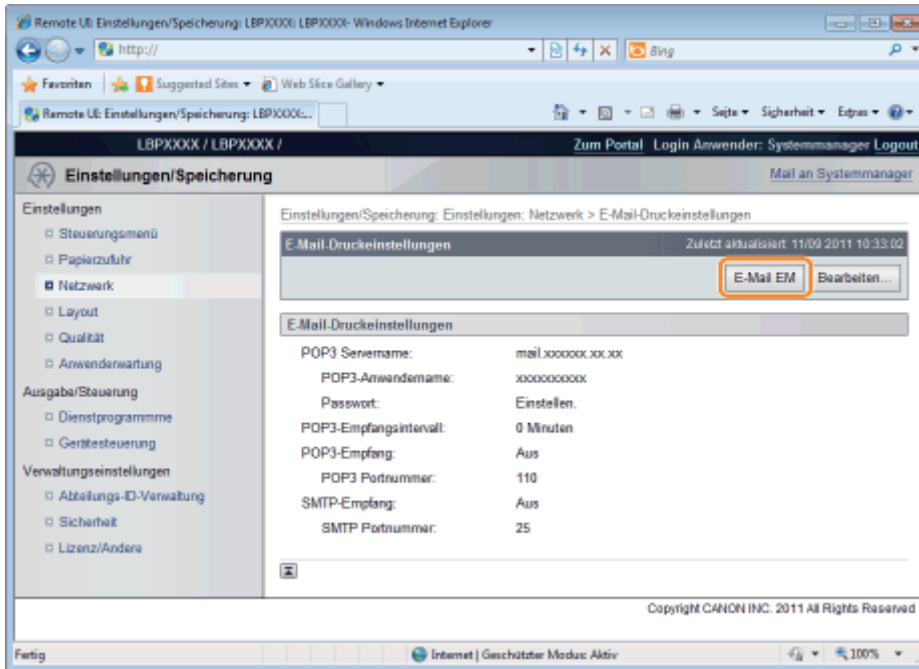 Remote UI: Einstellungen/Speicherung: LBPXXXX: LBPXXXX- Windows Internet Explorer
http://
Bing
Favoriten Suggested Sites Web Slice Gallery
Remote UI: Einstellungen/Speicherung: LBPXXXX:... Seite Sicherheit Extras
LBPXXXX / LBPXXXX / Zum Portal Login Anwender: Systemmanager Logout
Einstellungen/Speicherung Mail an Systemmanager
Einstellungen
Steuerungsmenü
Papierzufuhr
Netzwerk
Layout
Qualität
Anwenderwartung
Ausgabe/Steuerung
Dienstprogrammme
Gerätesteuerung
Verwaltungseinstellungen
Abteilungs-ID-Verwaltung
Sicherheit
Lizenz/Andere
Einstellungen/Speicherung: Einstellungen: Netzwerk > E-Mail-Druckeinstellungen
E-Mail-Druckeinstellungen Zuletzt aktualisiert: 11/09 2011 10:33:02
E-Mail EM Bearbeiten...
E-Mail-Druckeinstellungen
POP3 Servername: mail.xxxxxx.xx.xx
POP3-Anwendername: xxxxxxxxxx
Passwort: Einstellen.
POP3-Empfangsintervall: 0 Minuten
POP3-Empfang: Aus
POP3 Portnummer: 110
SMTP-Empfang: Aus
SMTP Portnummer: 25
Copyright CANON INC. 2011 All Rights Reserved
Fertig Internet | Geschützter Modus: Aktiv 100%